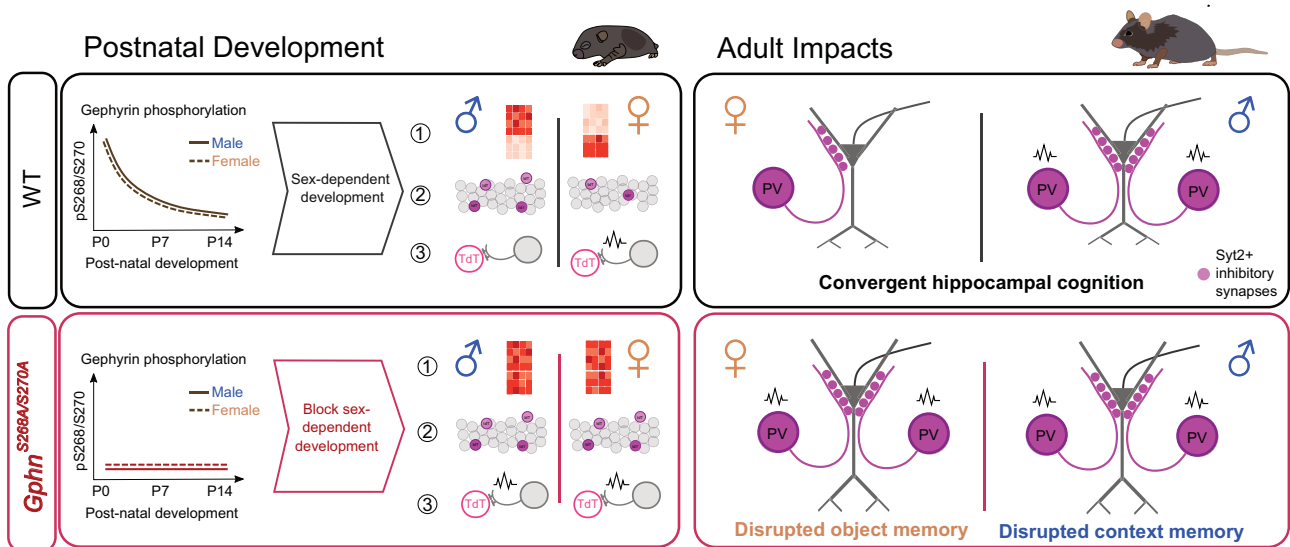 Postnatal Development
Adult Impacts
WT
Gephyrin phosphorylation
pS268/S270
Male
Female
P0 P7 P14
Post-natal development
Sex-dependent
development
♂ ♀
①
②
③
TdT TdT
♀ ♂
PV PV PV
Convergent hippocampal cognition
Syt2+
inhibitory
synapses
Gphn S268A/S270A
Gephyrin phosphorylation
pS268/S270
Male
Female
P0 P7 P14
Post-natal development
Block sex-
dependent
development
♂ ♀
①
②
③
TdT TdT
♀ ♂
PV PV PV PV
Disrupted object memory
Disrupted context memory